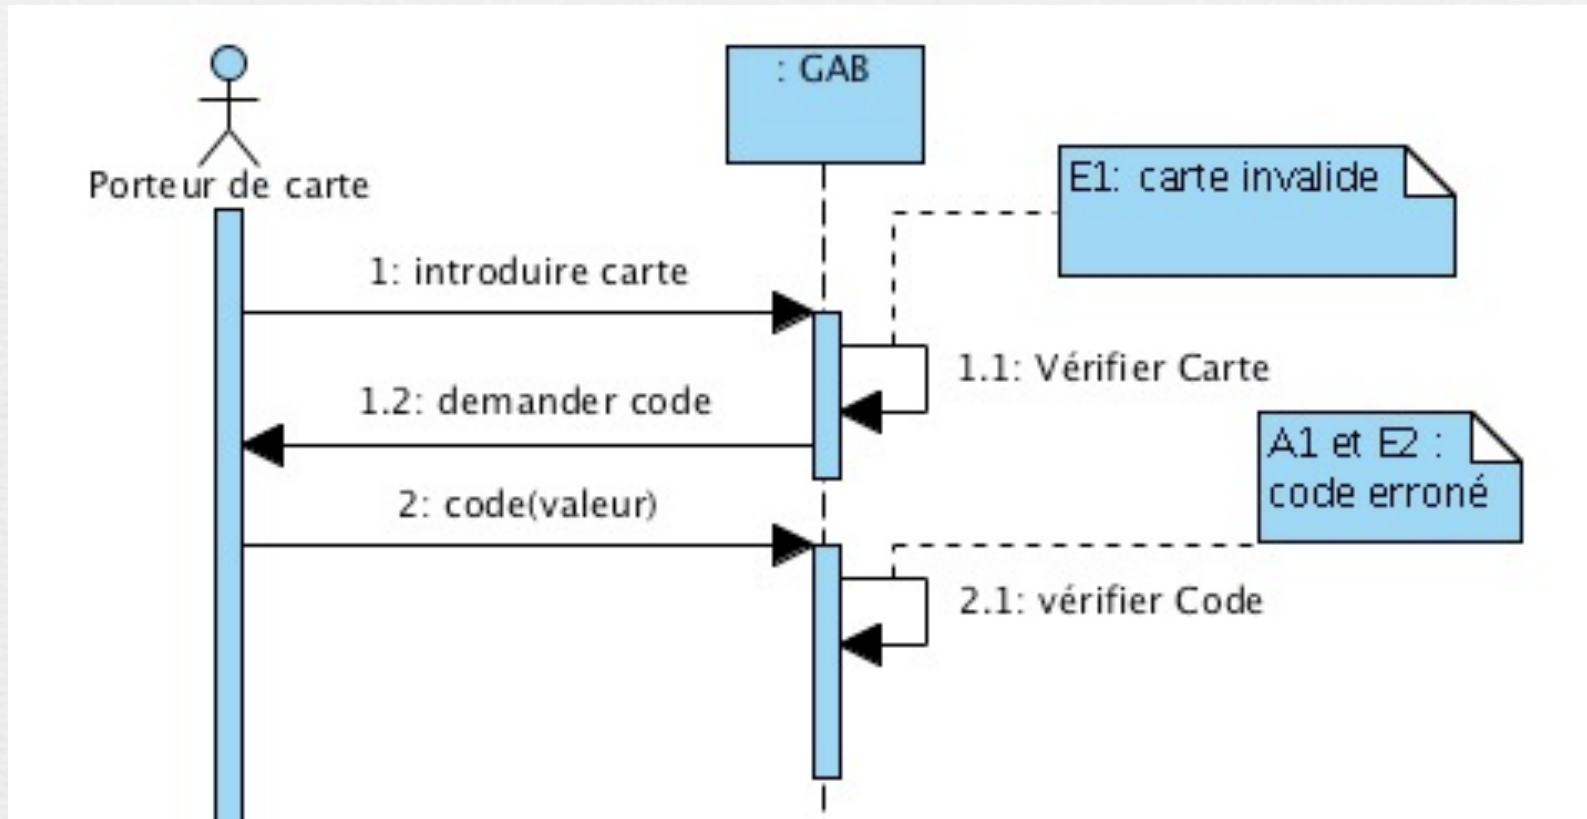 : GAB
E1: carte invalide
Porteur de carte
1: introduire carte
1.1: Vérifier Carte
1.2: demander code
A1 et E2 :
code erroné
2: code(valeur)
2.1: vérifier Code